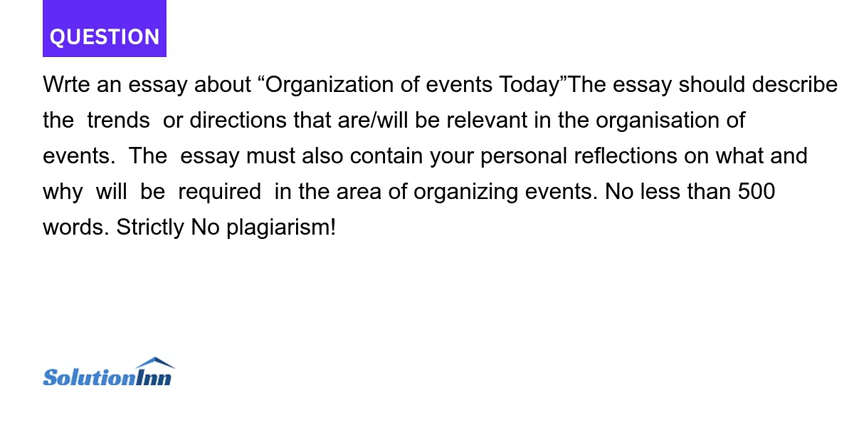 QUESTION
Wrte an essay about “Organization of events Today”The essay should describe
the trends or directions that are/will be relevant in the organisation of
events. The essay must also contain your personal reflections on what and
why will be required in the area of organizing events. No less than 500
words. Strictly No plagiarism!
SolutionInn